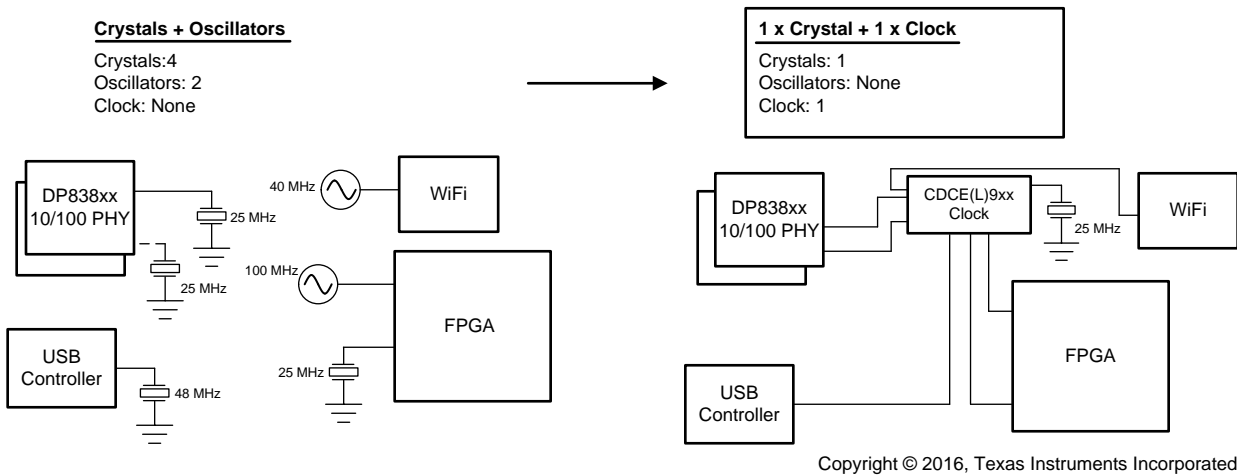 Crystals + Oscillators
Crystals:4
Oscillators: 2
Clock: None
1 x Crystal + 1 x Clock
Crystals: 1
Oscillators: None
Clock: 1
DP838xx
10/100 PHY
25 MHz
25 MHz
40 MHz
WiFi
100 MHz
FPGA
25 MHz
USB
Controller
48 MHz
DP838xx
10/100 PHY
CDCE(L)9xx
Clock
25 MHz
WiFi
FPGA
USB
Controller
Copyright © 2016, Texas Instruments Incorporated